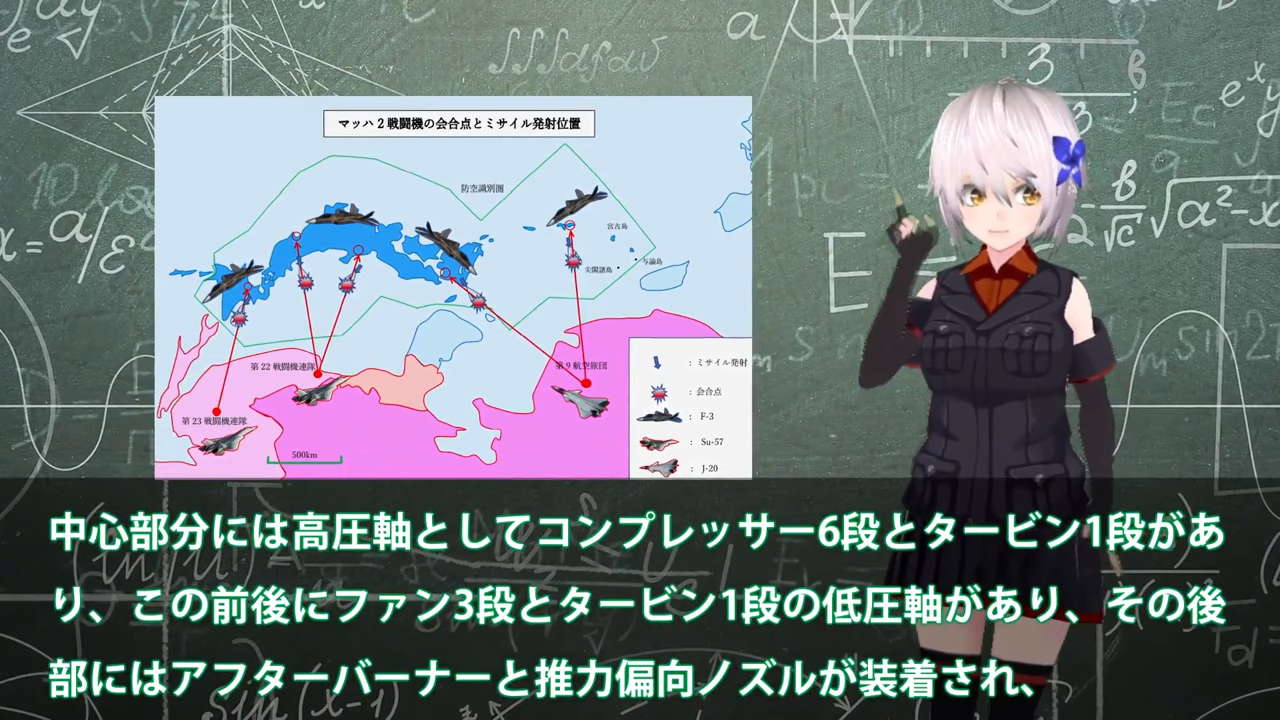 マッハ２戦闘機の会合点とミサイル発射位置
防空識別圏
宮古島
与論島
尖閣諸島
第22戦闘機連隊
第9航空旅団
第23戦闘機連隊
500km
：ミサイル発射
：会合点
：F-3
：Su-57
：J-20
中心部分には高圧軸としてコンプレッサー6段とタービン1段があ
り、この前後にファン3段とタービン1段の低圧軸があり、その後
部にはアフターバーナーと推力偏向ノズルが装着され、